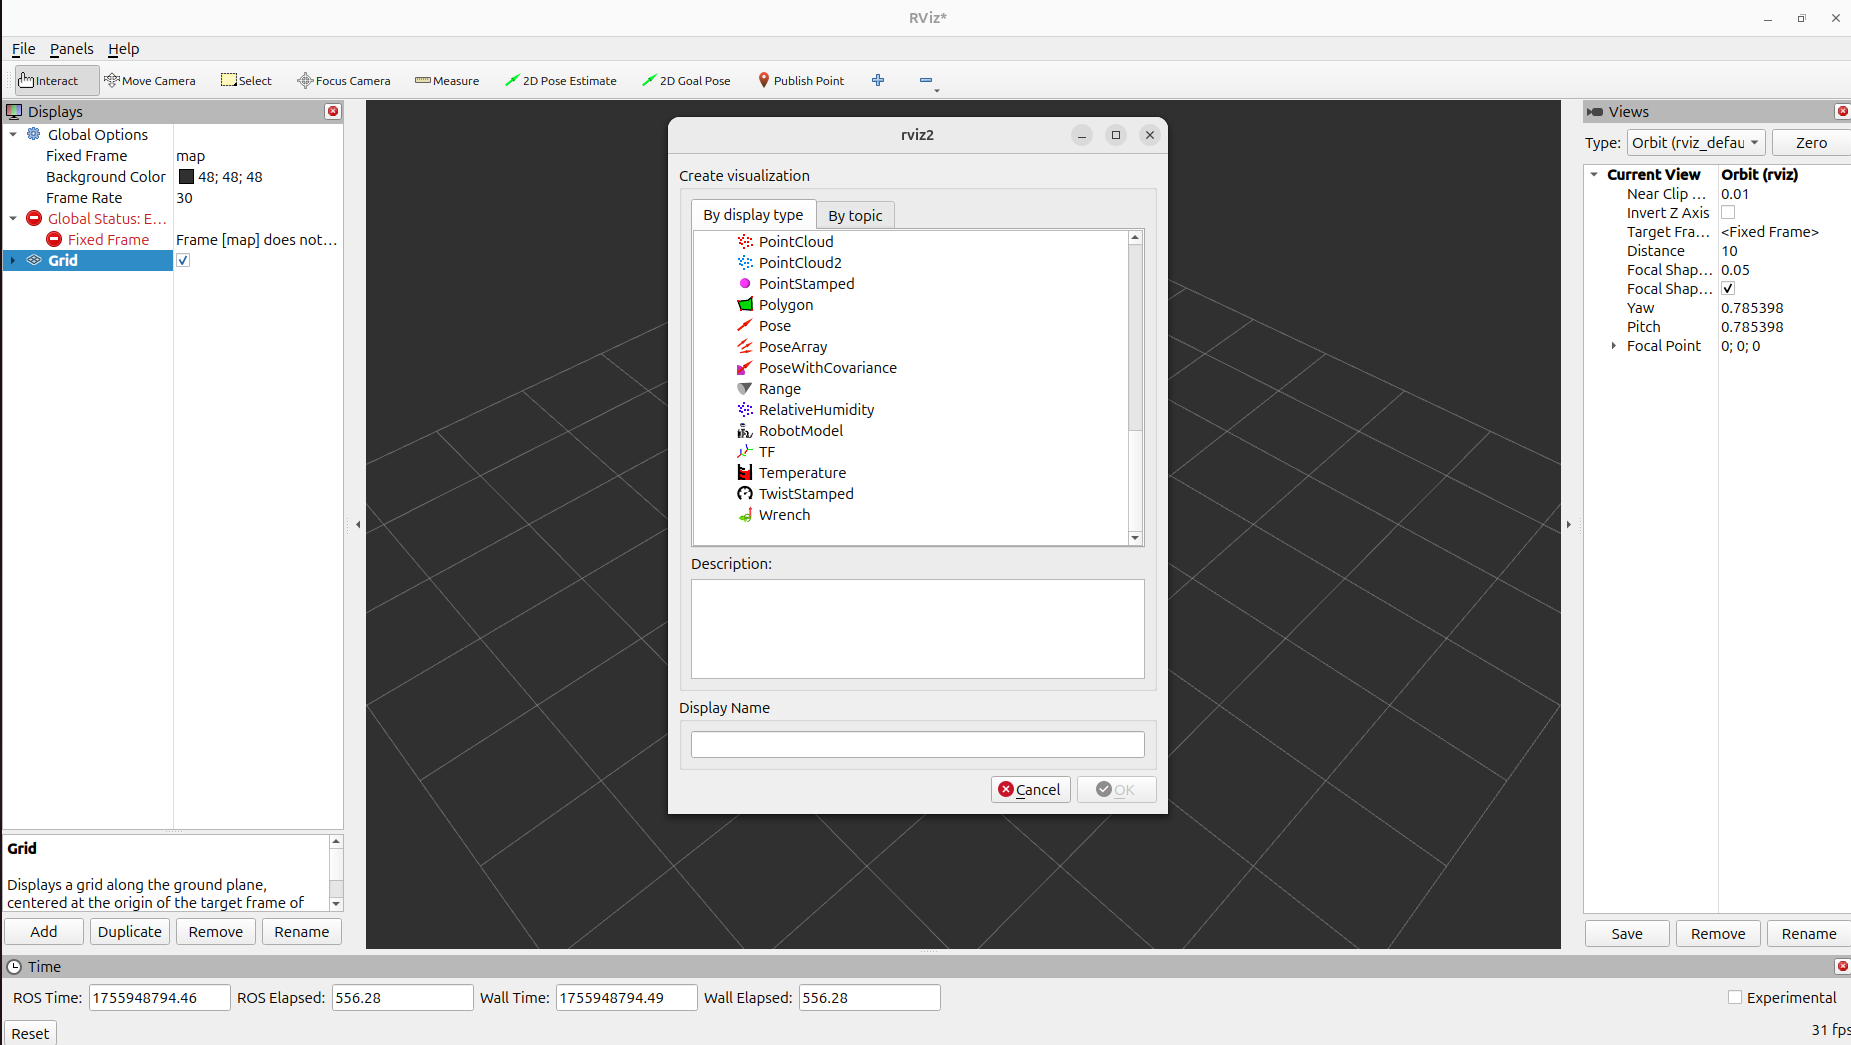 RViz*
File Panels Help
Interact Move Camera Select Focus Camera Measure 2D Pose Estimate 2D Goal Pose Publish Point
Displays
Global Options
Fixed Frame map
Background Color 48; 48; 48
Frame Rate 30
Global Status: E...
Fixed Frame Frame [map] does not...
Grid
Grid
Displays a grid along the ground plane,
centered at the origin of the target frame of
Add Duplicate Remove Rename
rviz2
Create visualization
By display type By topic
PointCloud
PointCloud2
PointStamped
Polygon
Pose
PoseArray
PoseWithCovariance
Range
RelativeHumidity
RobotModel
TF
Temperature
TwistStamped
Wrench
Description:
Display Name
Cancel OK
Views
Type: Orbit (rviz_defau Zero
Current View Orbit (rviz)
Near Clip ... 0.01
Invert Z Axis
Target Fra... <Fixed Frame>
Distance 10
Focal Shap... 0.05
Focal Shap...
Yaw 0.785398
Pitch 0.785398
Focal Point 0; 0; 0
Save Remove Rename
Time
ROS Time: 1755948794.46 ROS Elapsed: 556.28 Wall Time: 1755948794.49 Wall Elapsed: 556.28 Experimental
Reset 31 fps